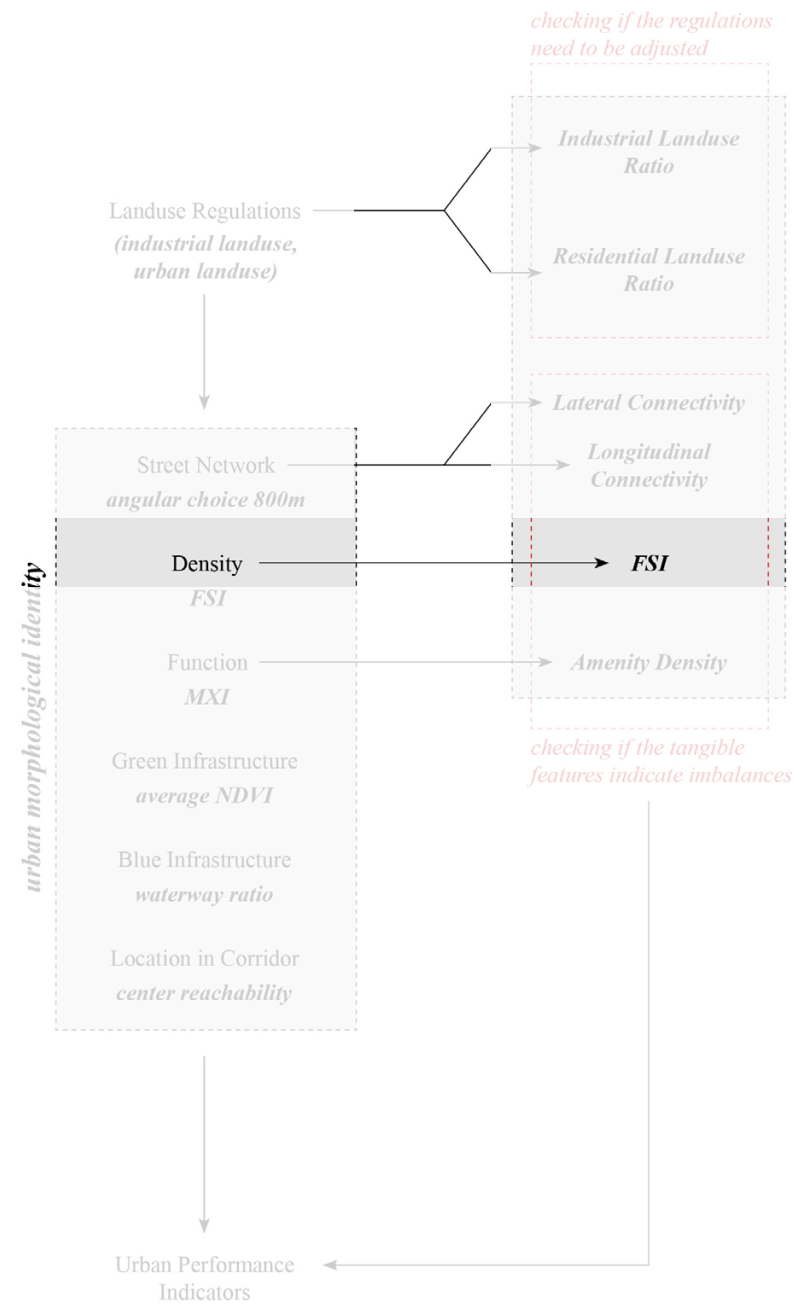 checking if the regulations
need to be adjusted
Industrial Landuse
Ratio
Landuse Regulations
(industrial landuse,
urban landuse)
Residential Landuse
Ratio
Lateral Connectivity
Street Network
angular choice 800m
Longitudinal
Connectivity
Density
FSI
FSI
urban morphological identity
Function
MXI
Amenity Density
checking if the tangible
features indicate imbalances
Green Infrastructure
average NDVI
Blue Infrastructure
waterway ratio
Location in Corridor
center reachability
Urban Performance
Indicators